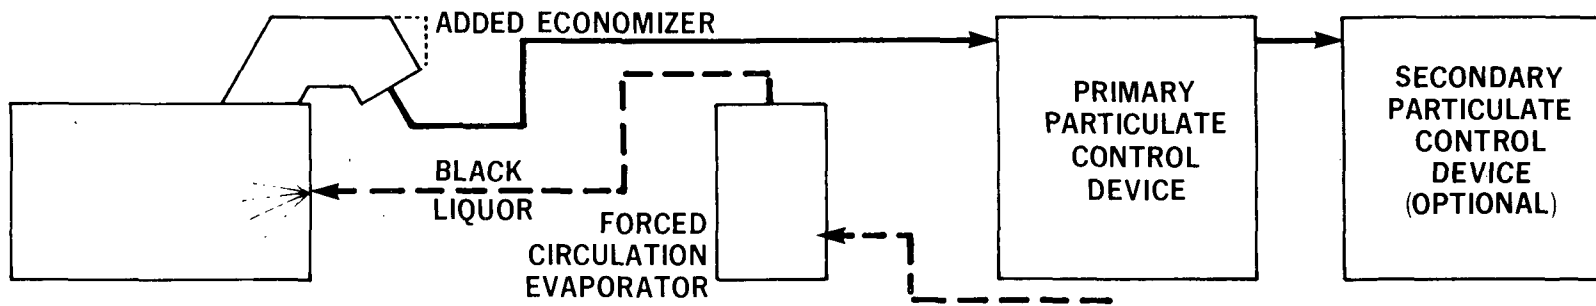 ADDED ECONOMIZER
BLACK
LIQUOR
FORCED
CIRCULATION
EVAPORATOR
PRIMARY
PARTICULATE
CONTROL
DEVICE
SECONDARY
PARTICULATE
CONTROL
DEVICE
(OPTIONAL)